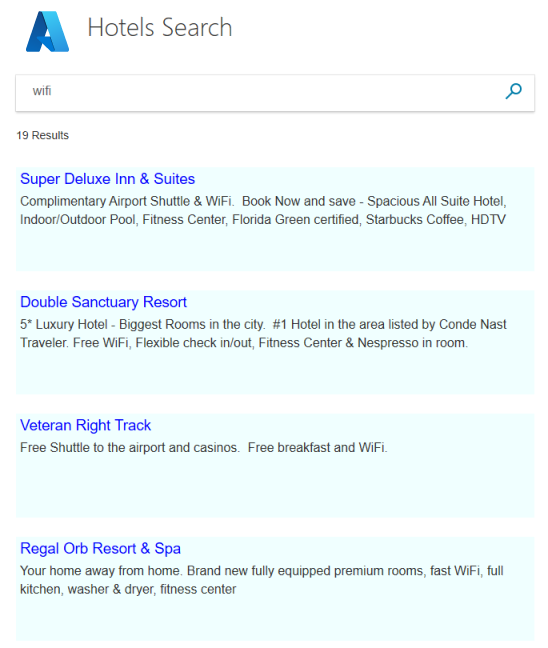 Hotels Search
wifi
19 Results
Super Deluxe Inn & Suites
Complimentary Airport Shuttle & WiFi.  Book Now and save - Spacious All Suite Hotel,
Indoor/Outdoor Pool, Fitness Center, Florida Green certified, Starbucks Coffee, HDTV
Double Sanctuary Resort
5* Luxury Hotel - Biggest Rooms in the city.  #1 Hotel in the area listed by Conde Nast
Traveler. Free WiFi, Flexible check in/out, Fitness Center & Nespresso in room.
Veteran Right Track
Free Shuttle to the airport and casinos.  Free breakfast and WiFi.
Regal Orb Resort & Spa
Your home away from home. Brand new fully equipped premium rooms, fast WiFi, full
kitchen, washer & dryer, fitness center